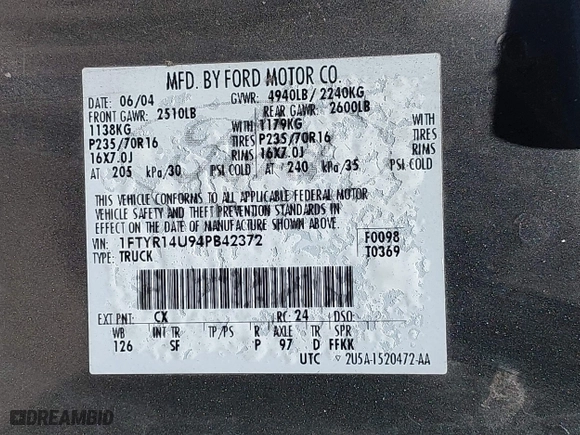 MFD. BY FORD MOTOR CO.
DATE: 06/04 GVWR: 4940LB/ 2240KG
FRONT GAWR: 2510LB REAR GAWR: 2600LB
1138KG WITH 1179KG WITH
P235/70R16 TIRES P235/70R16 TIRES
16X7.0J RIMS 16X7.0J RIMS
AT 205 kPa/30 PSI COLD AT 240 kPa/35 PSI COLD
THIS VEHICLE CONFORMS TO ALL APPLICABLE FEDERAL MOTOR
VEHICLE SAFETY AND THEFT PREVENTION STANDARDS
IN EFFECT ON THE DATE OF MANUFACTURE SHOWN ABOVE.
VIN: 1FTYR14U94PB42372 F0098
TYPE: TRUCK T0369
EXT PNT: CX RC: 24 DSO:
WB INT TR TP/PS R AXLE TR SPR
126 SF P 97 D FFKK
UTC ▽ 2U5A-1520472-AA
DREAMBID